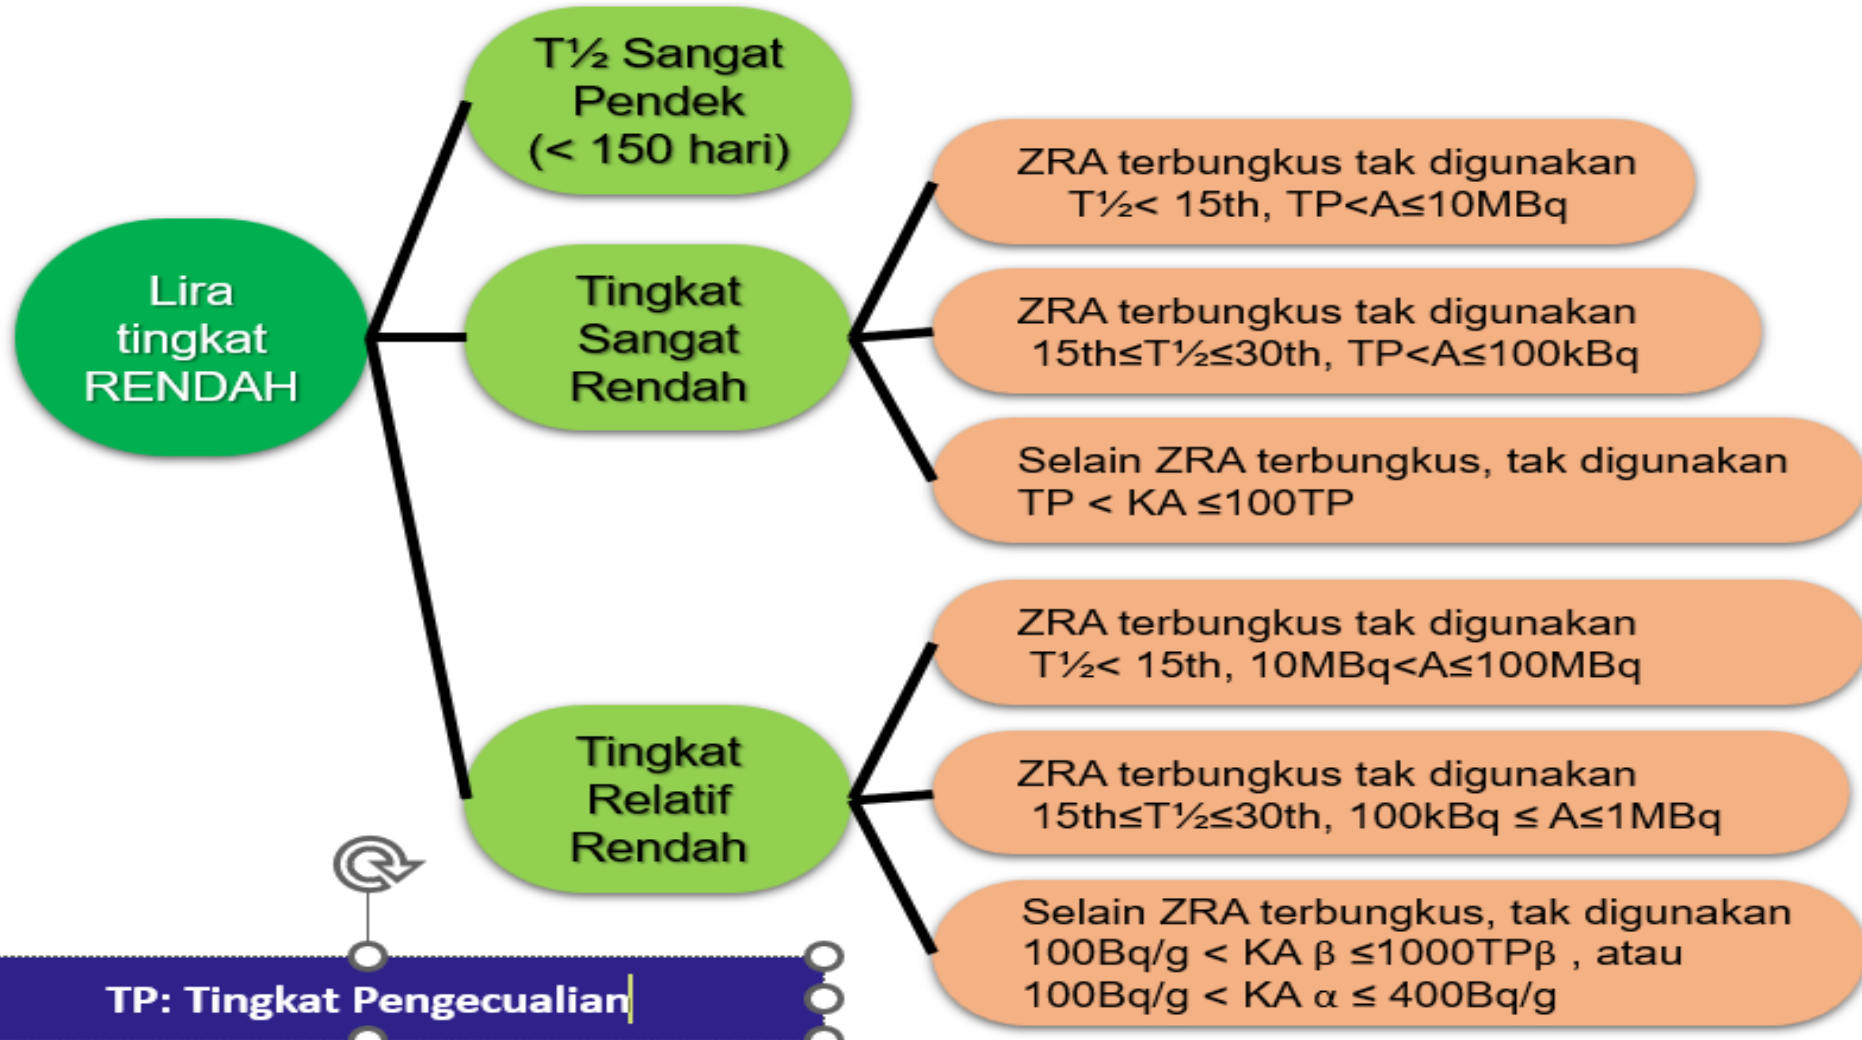 Lira
tingkat
RENDAH
T½ Sangat
Pendek
(< 150 hari)
Tingkat
Sangat
Rendah
ZRA terbungkus tak digunakan
T½< 15th, TP<A≤10MBq
ZRA terbungkus tak digunakan
15th≤T½≤30th, TP<A≤100kBq
Selain ZRA terbungkus, tak digunakan
TP < KA ≤100TP
Tingkat
Relatif
Rendah
ZRA terbungkus tak digunakan
T½< 15th, 10MBq<A≤100MBq
ZRA terbungkus tak digunakan
15th≤T½≤30th, 100kBq ≤ A≤1MBq
Selain ZRA terbungkus, tak digunakan
100Bq/g < KA β ≤1000TPβ , atau
100Bq/g < KA α ≤ 400Bq/g
TP: Tingkat Pengecualian